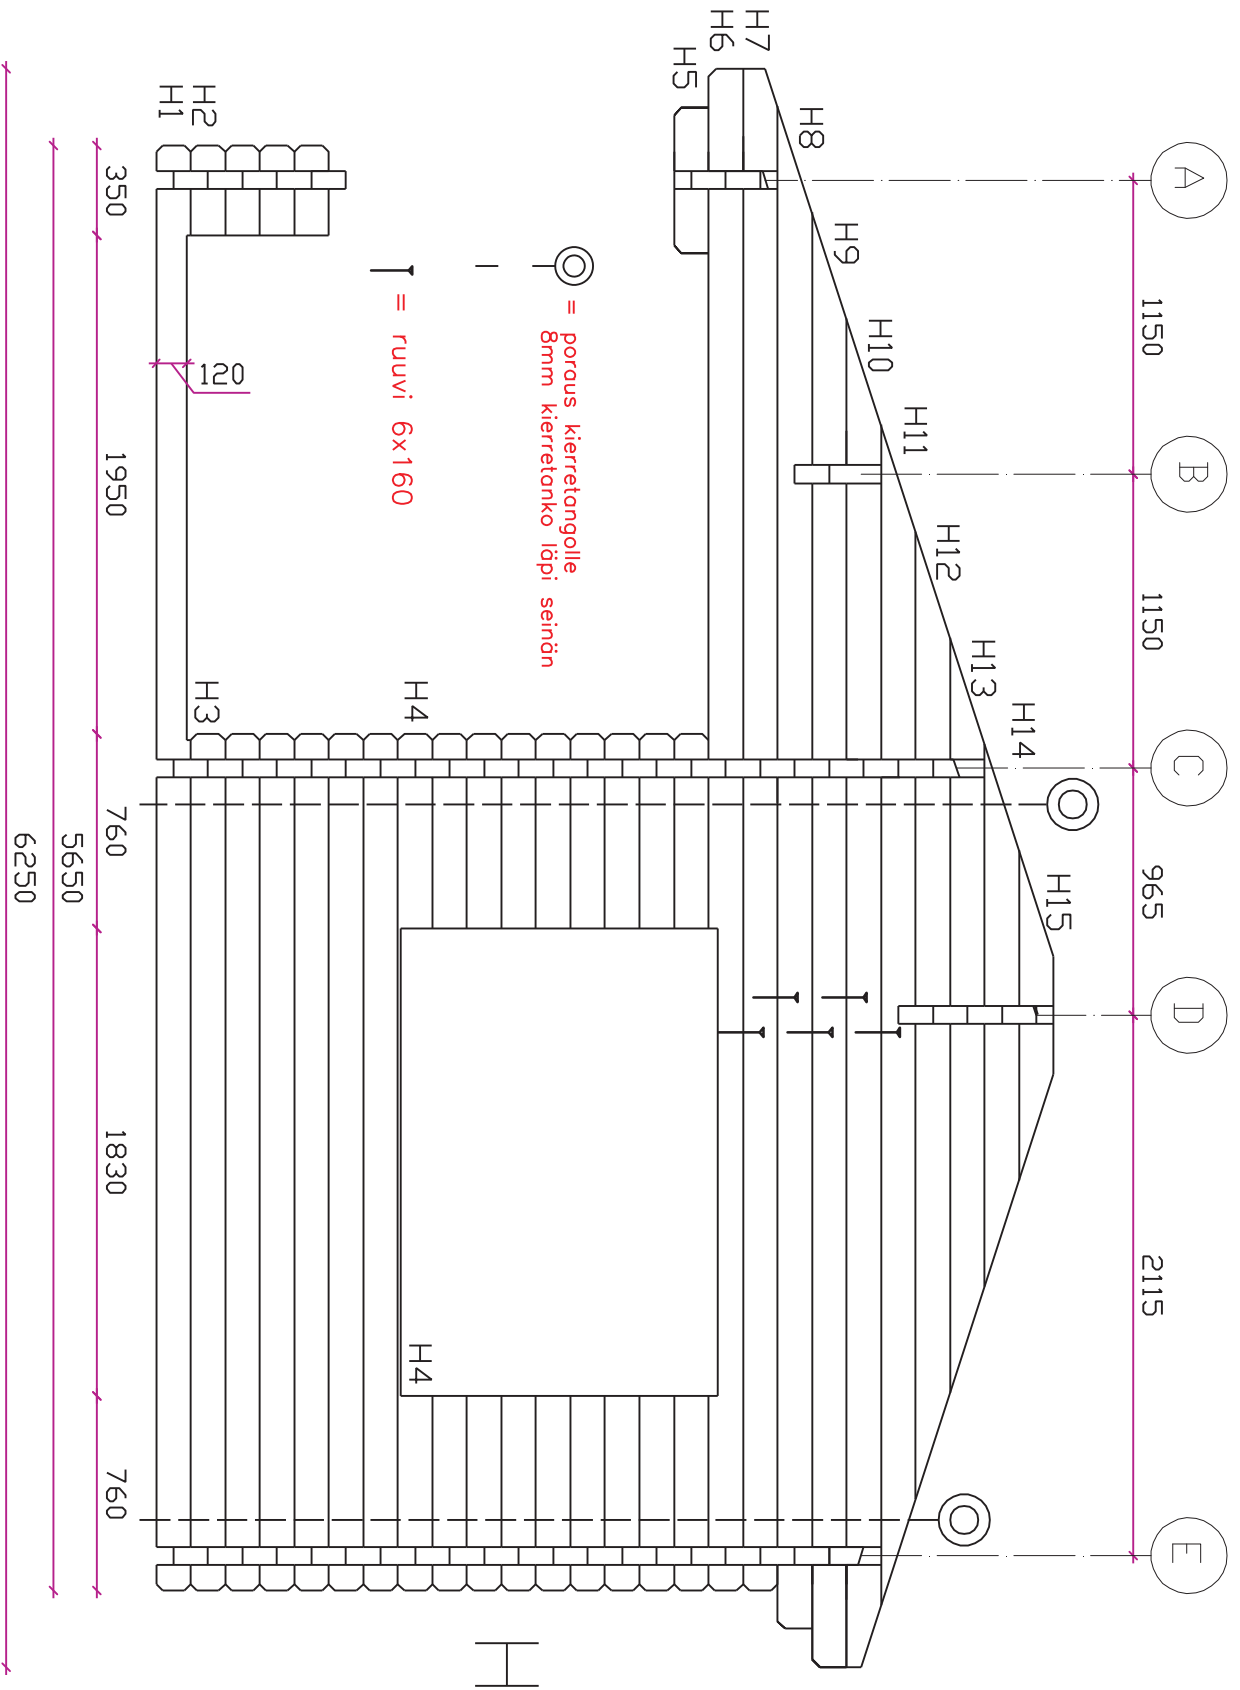 A B C D E
1150 1150 965 2115
H15
H14
H13
H12
H11
H10
H9
H8
H7
H6
H5
= poraus kierretangolle
8mm kierretanko läpi seinän
= ruuvi 6x160
H4
H4
H3
H2
H1
120
350 1950 760 1830 760
5650
6250
H